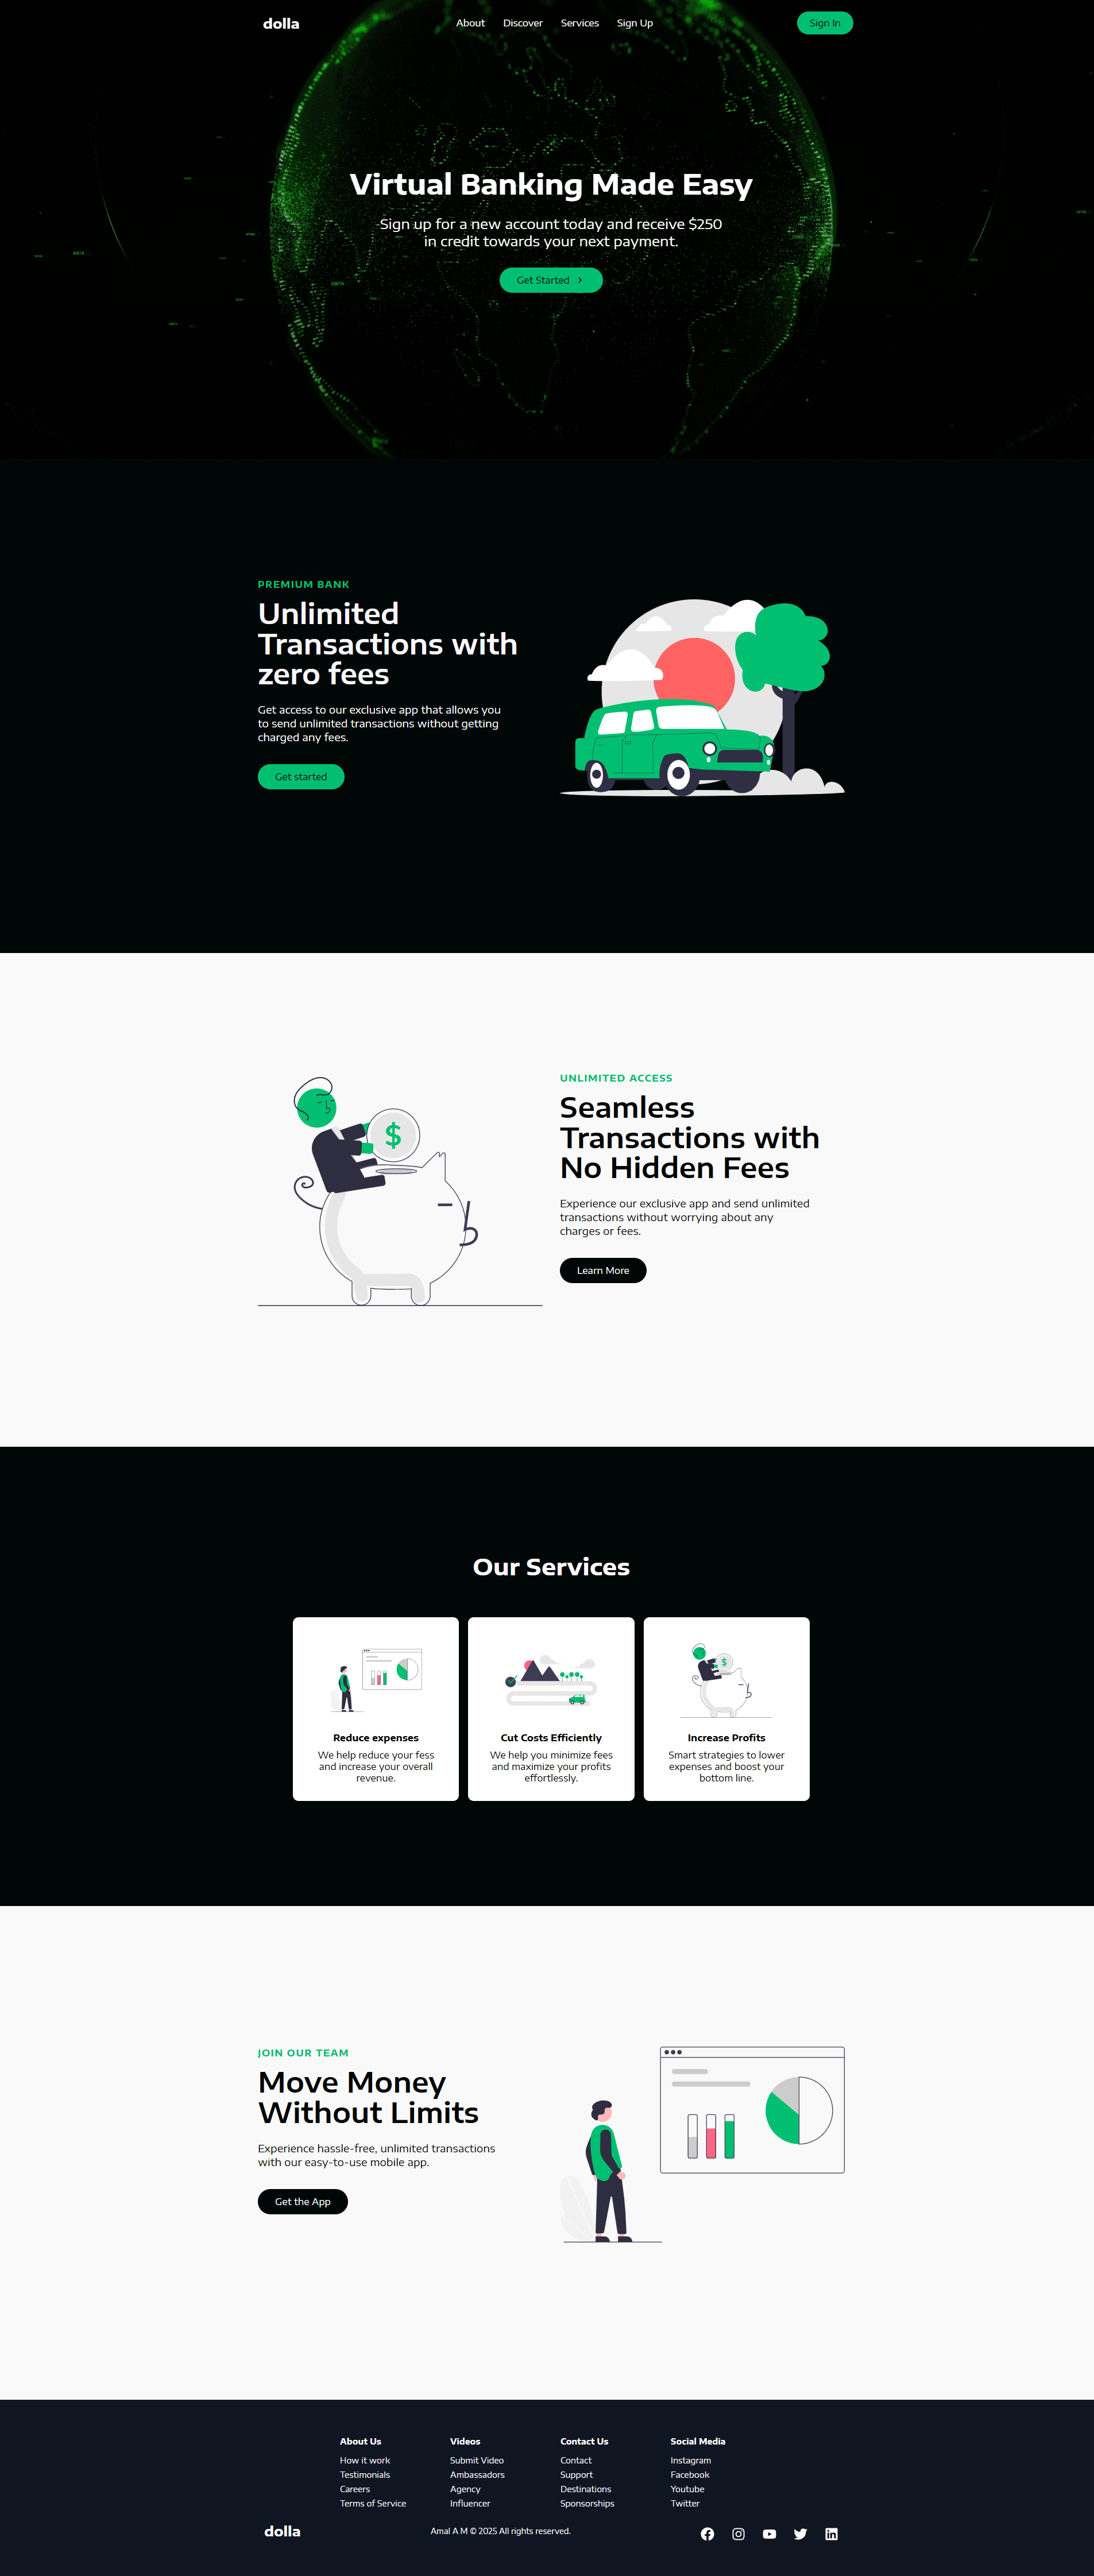 dolla
About Discover Services Sign Up
Sign In
Virtual Banking Made Easy
Sign up for a new account today and receive $250
in credit towards your next payment.
Get Started
PREMIUM BANK
Unlimited
Transactions with
zero fees
Get access to our exclusive app that allows you
to send unlimited transactions without getting
charged any fees.
Get started
$
UNLIMITED ACCESS
Seamless
Transactions with
No Hidden Fees
Experience our exclusive app and send unlimited
transactions without worrying about any
charges or fees.
Learn More
Our Services
Reduce expenses
We help reduce your fess
and increase your overall
revenue.
Cut Costs Efficiently
We help you minimize fees
and maximize your profits
effortlessly.
$
Increase Profits
Smart strategies to lower
expenses and boost your
bottom line.
JOIN OUR TEAM
Move Money
Without Limits
Experience hassle-free, unlimited transactions
with our easy-to-use mobile app.
Get the App
About Us
How it work
Testimonials
Careers
Terms of Service
Videos
Submit Video
Ambassadors
Agency
Influencer
Contact Us
Contact
Support
Destinations
Sponsorships
Social Media
Instagram
Facebook
Youtube
Twitter
dolla
Amal A M © 2025 All rights reserved.